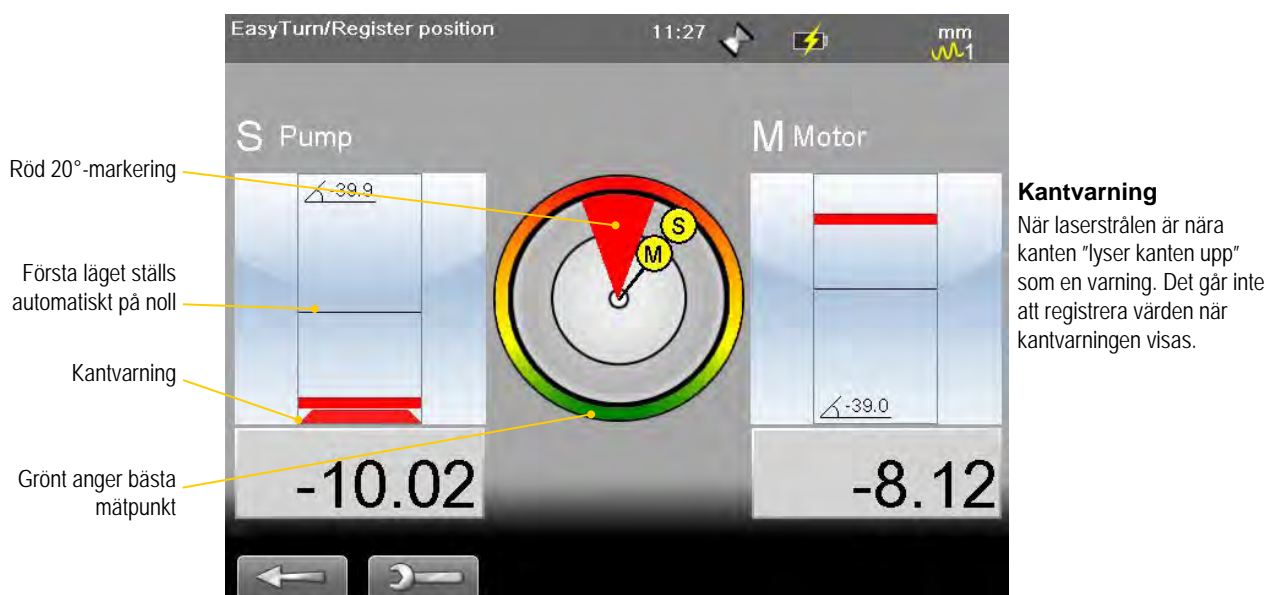 EasyTurn/Register position
11:27
mm
1
S Pump
M Motor
Röd 20°-markering
-39.9
S
M
Första läget ställs
automatiskt på noll
Kantvarning
-39.0
-10.02
-8.12
Grönt anger bästa
mätpunkt
Kantvarning
När laserstrålen är nära
kanten ”lyser kanten upp”
som en varning. Det går inte
att registrera värden när
kantvarningen visas.